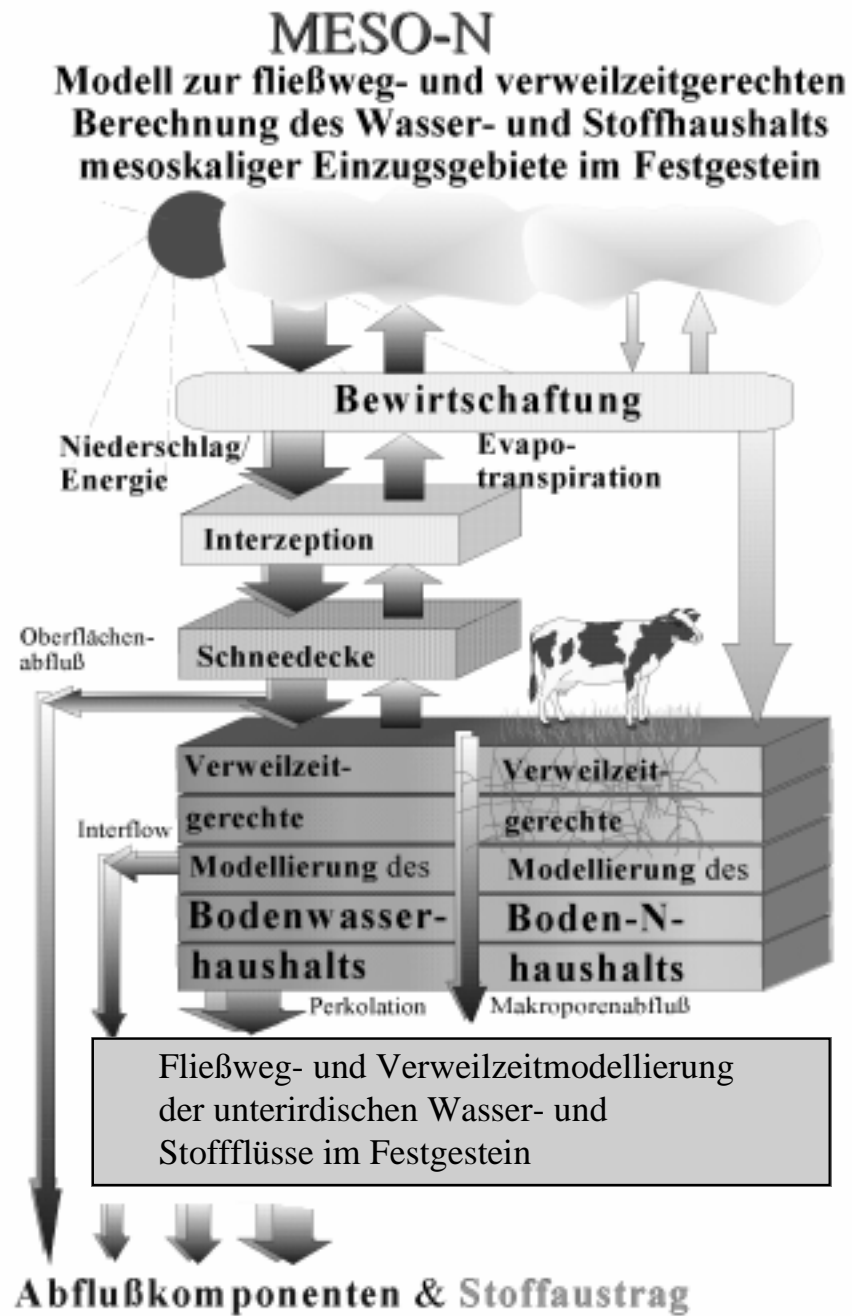 MESO-N
Modell zur fließweg- und verweilzeitgerechten
Berechnung des Wasser- und Stoffhaushalts
mesoskaliger Einzugsgebiete im Festgestein
Bewirtschaftung
Niederschlag/
Energie
Evapo-
transpiration
Interzeption
Schneedecke
Oberflächen-
abfluß
Interflow
Verweilzeit-
gerechte
Modellierung des
Bodenwasser-
haushalts
Verweilzeit-
gerechte
Modellierung des
Boden-N-
haushalts
Perkolation
Makroporenabfluß
Fließweg- und Verweilzeitmodellierung
der unterirdischen Wasser- und
Stoffflüsse im Festgestein
Abflußkomponenten & Stoffaustrag